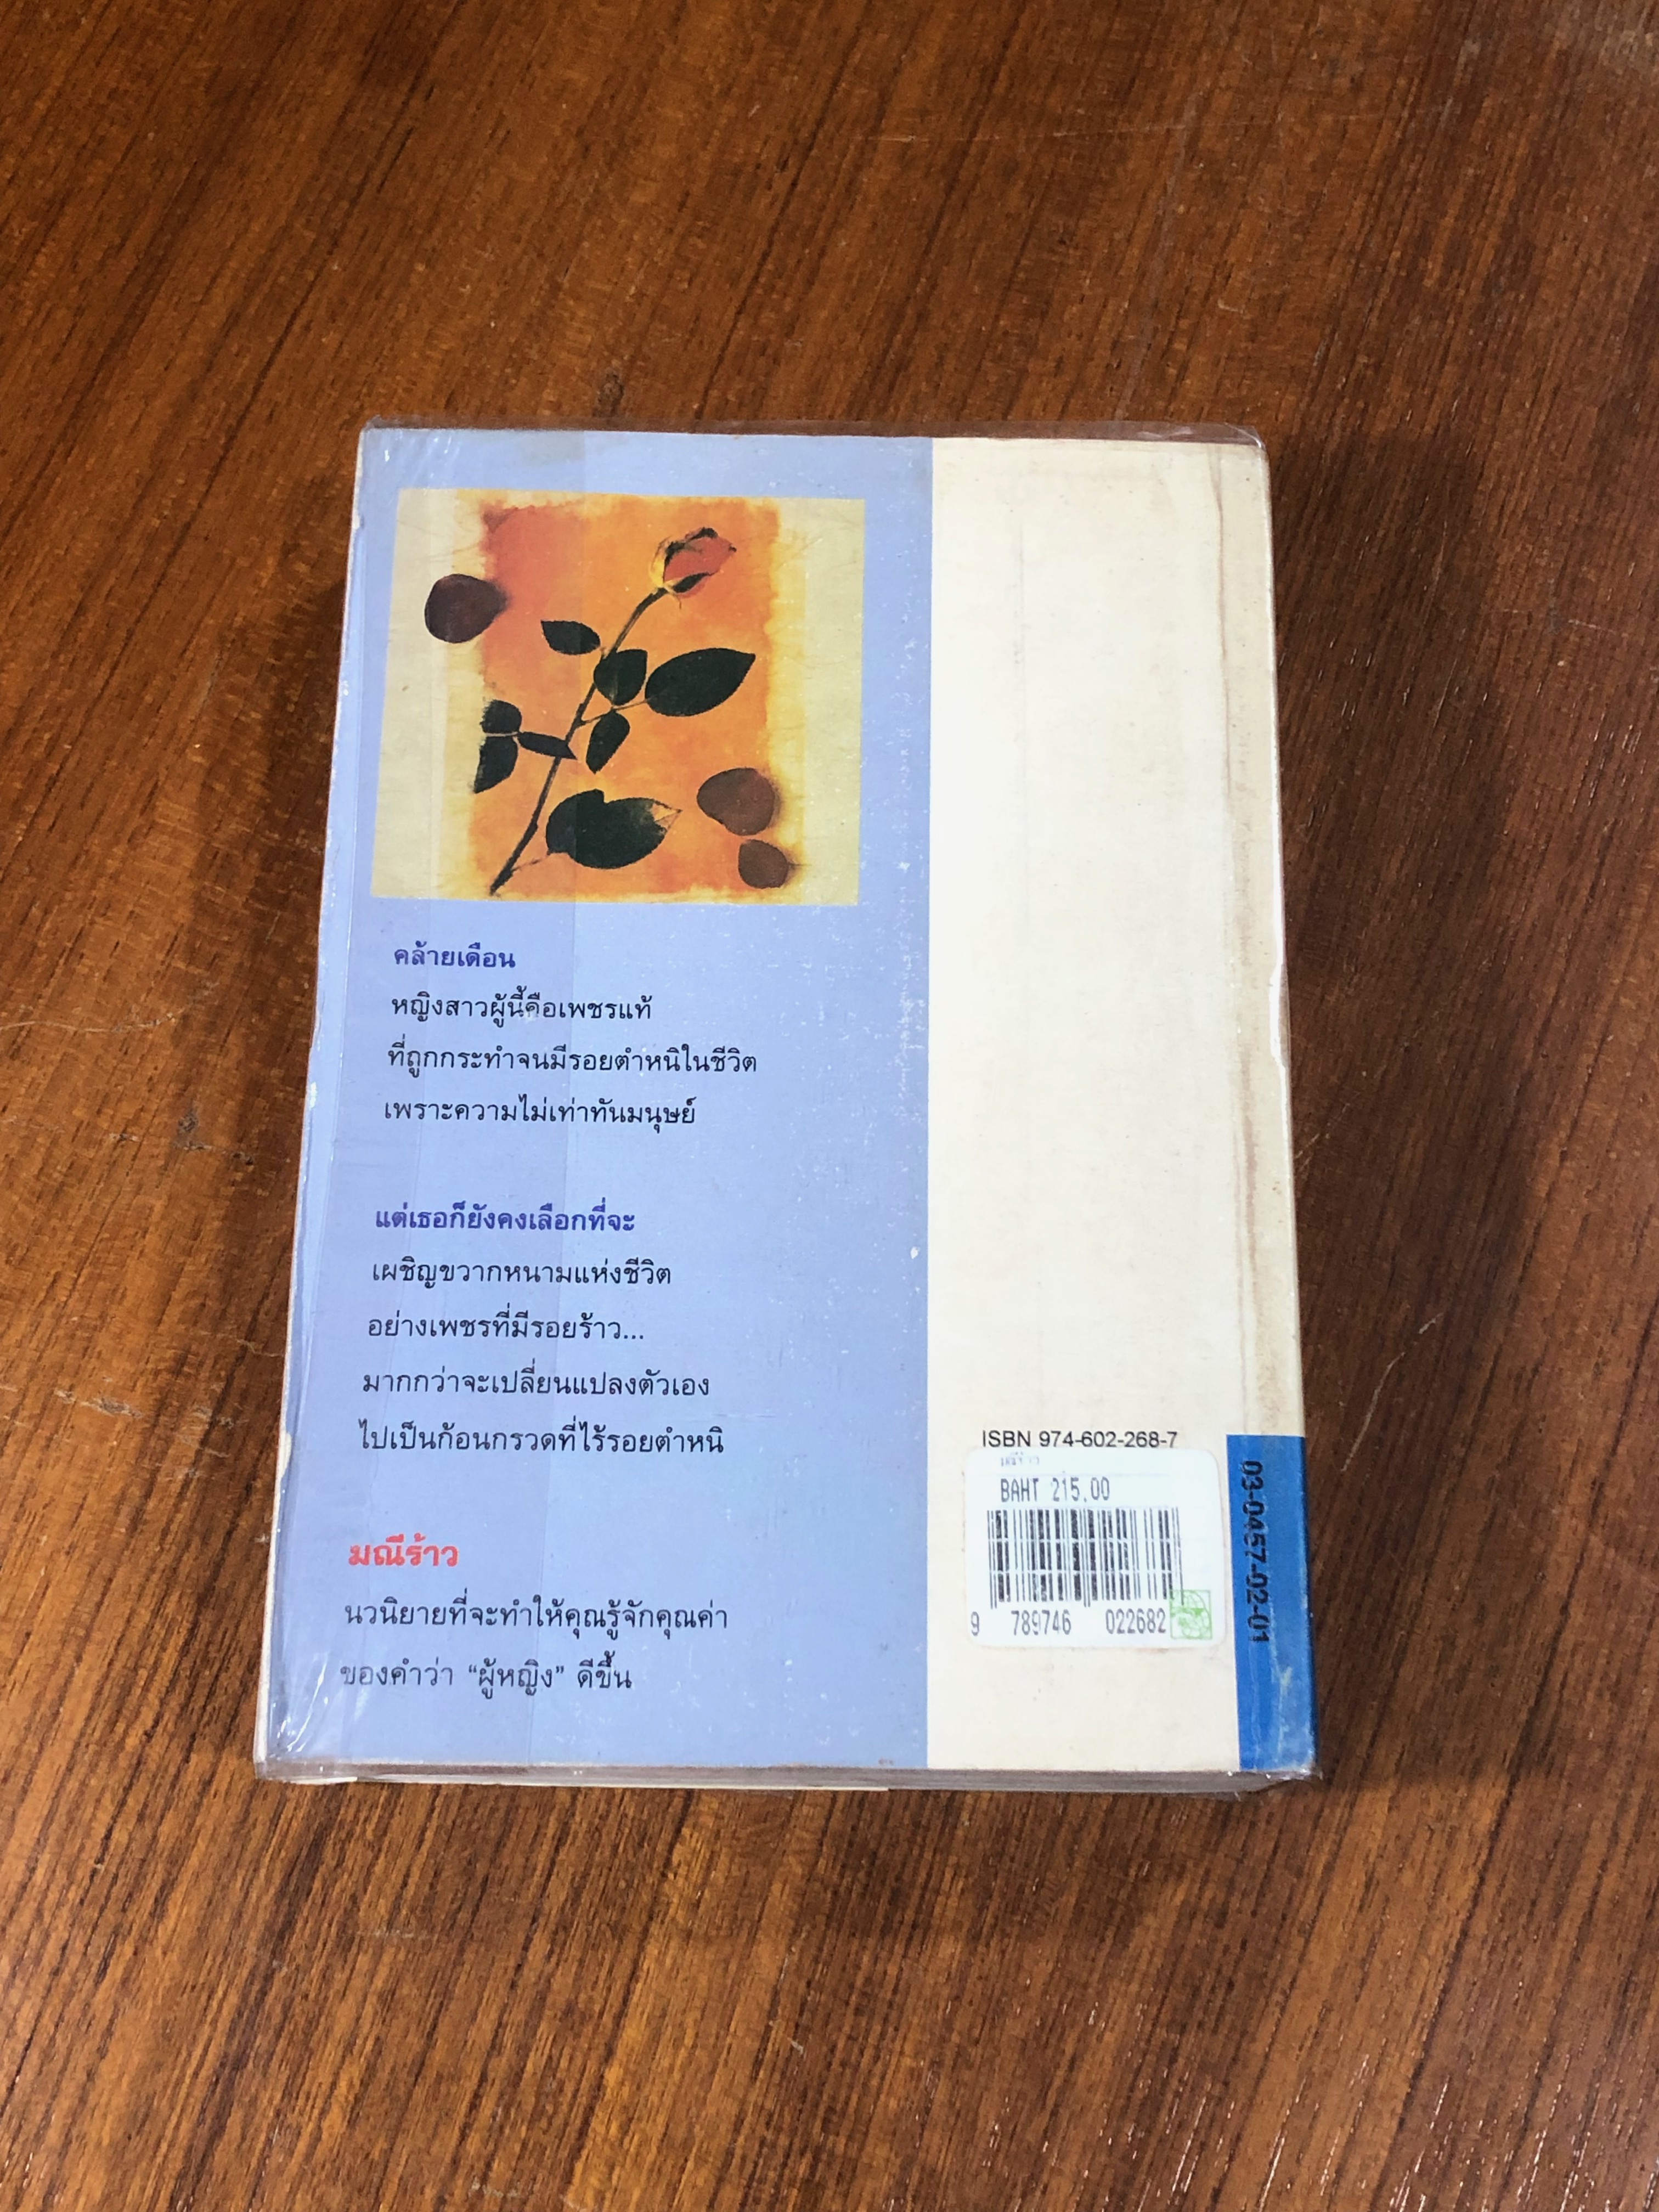 คล้ายเดือน
หญิงสาวผู้นี้คือเพชรแท้
ที่ถูกกระทำจนมีรอยตำหนิในชีวิต
เพราะความไม่เท่าทันมนุษย์
แต่เธอก็ยังคงเลือกที่จะ
เผชิญขวากหนามแห่งชีวิต
อย่างเพชรที่มีรอยร้าว...
มากกว่าจะเปลี่ยนแปลงตัวเอง
ไปเป็นก้อนกรวดที่ไร้รอยตำหนิ
มณีร้าว
นวนิยายที่จะทำให้คุณรู้จักคุณค่า
ของคำว่า “ผู้หญิง” ดีขึ้น
ISBN 974-602-268-7
มณีร้าว
BAHT 215.00
9 789746 022682
03-0457-02-01